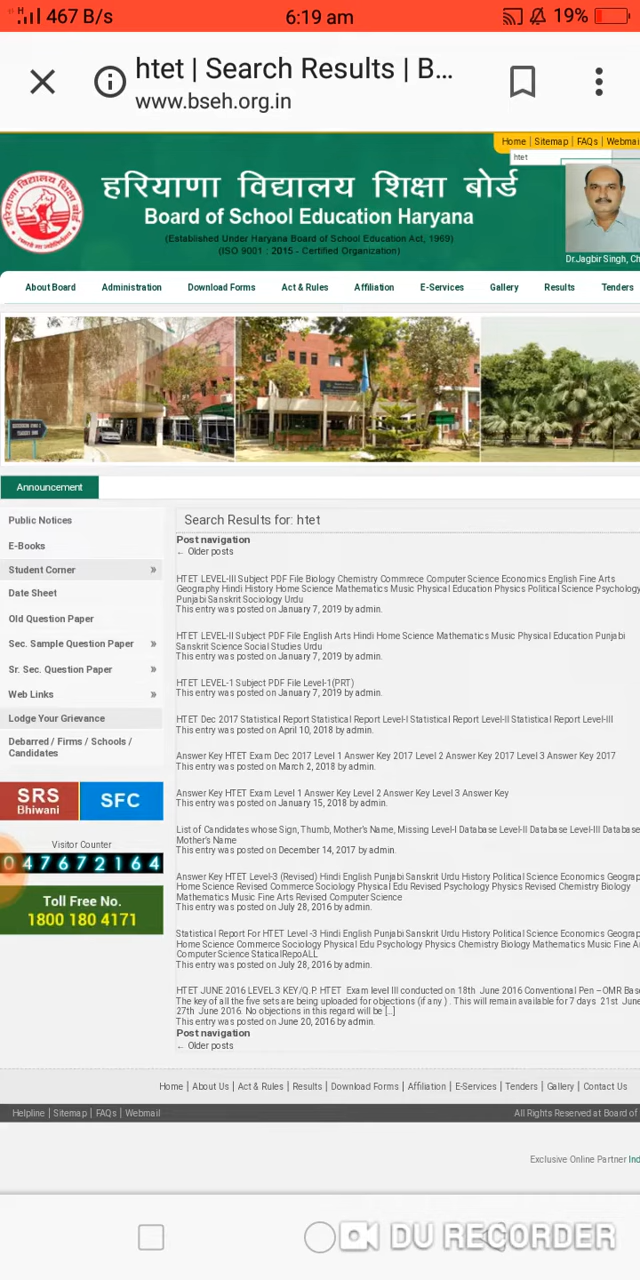 H 467 B/s 6:19 am 19%
htet | Search Results | B...
www.bseh.org.in
Home | Sitemap | FAQs | Webmai
htet
हरियाणा विद्यालय शिक्षा बोर्ड
Board of School Education Haryana
(Established Under Haryana Board of School Education Act, 1969)
(ISO 9001 : 2015 - Certified Organization)
Dr.Jagbir Singh, Ch
About Board Administration Download Forms Act & Rules Affiliation E-Services Gallery Results Tenders
Announcement
Public Notices
E-Books
Student Corner »
Date Sheet
Old Question Paper
Sec. Sample Question Paper »
Sr. Sec. Question Paper »
Web Links »
Lodge Your Grievance
Debarred / Firms / Schools /
Candidates
SRS
Bhiwani
SFC
Visitor Counter
047672164
Toll Free No.
1800 180 4171
Search Results for: htet
Post navigation
← Older posts
HTET LEVEL-III Subject PDF File Biology Chemistry Commrece Computer Science Economics English Fine Arts
Geography Hindi History Home Science Mathematics Music Physical Education Physics Political Science Psychology
Punjabi Sanskrit Sociology Urdu
This entry was posted on January 7, 2019 by admin.
HTET LEVEL-II Subject PDF File English Arts Hindi Home Science Mathematics Music Physical Education Punjabi
Sanskrit Science Social Studies Urdu
This entry was posted on January 7, 2019 by admin.
HTET LEVEL-1 Subject PDF File Level-1(PRT)
This entry was posted on January 7, 2019 by admin.
HTET Dec 2017 Statistical Report Statistical Report Level-I Statistical Report Level-II Statistical Report Level-III
This entry was posted on April 10, 2018 by admin.
Answer Key HTET Exam Dec 2017 Level 1 Answer Key 2017 Level 2 Answer Key 2017 Level 3 Answer Key 2017
This entry was posted on March 2, 2018 by admin.
Answer Key HTET Exam Level 1 Answer Key Level 2 Answer Key Level 3 Answer Key
This entry was posted on January 15, 2018 by admin.
List of Candidates whose Sign, Thumb, Mother's Name, Missing Level-I Database Level-II Database Level-III Database
Mother's Name
This entry was posted on December 14, 2017 by admin.
Answer Key HTET Level-3 (Revised) Hindi English Punjabi Sanskrit Urdu History Political Science Economics Geograp
Home Science Revised Commerce Sociology Physical Edu Revised Psychology Physics Revised Chemistry Biology
Mathematics Music Fine Arts Revised Computer Science
This entry was posted on July 28, 2016 by admin.
Statistical Report For HTET Level -3 Hindi English Punjabi Sanskrit Urdu History Political Science Economics Geograp
Home Science Commerce Sociology Physical Edu Psychology Physics Chemistry Biology Mathematics Music Fine A
Computer Science StaticalRepoALL
This entry was posted on July 28, 2016 by admin.
HTET JUNE 2016 LEVEL 3 KEY/Q.P. HTET Exam level III conducted on 18th June 2016 Conventional Pen –OMR Bas
The key of all the five sets are being uploaded for objections (if any ) . This will remain available for 7 days 21st June
27th June 2016. No objections in this regard will be [...]
This entry was posted on June 20, 2016 by admin.
Post navigation
← Older posts
Home | About Us | Act & Rules | Results | Download Forms | Affiliation | E-Services | Tenders | Gallery | Contact Us
Helpline | Sitemap | FAQs | Webmail All Rights Reserved at Board of
Exclusive Online Partner Ind
DU RECORDER